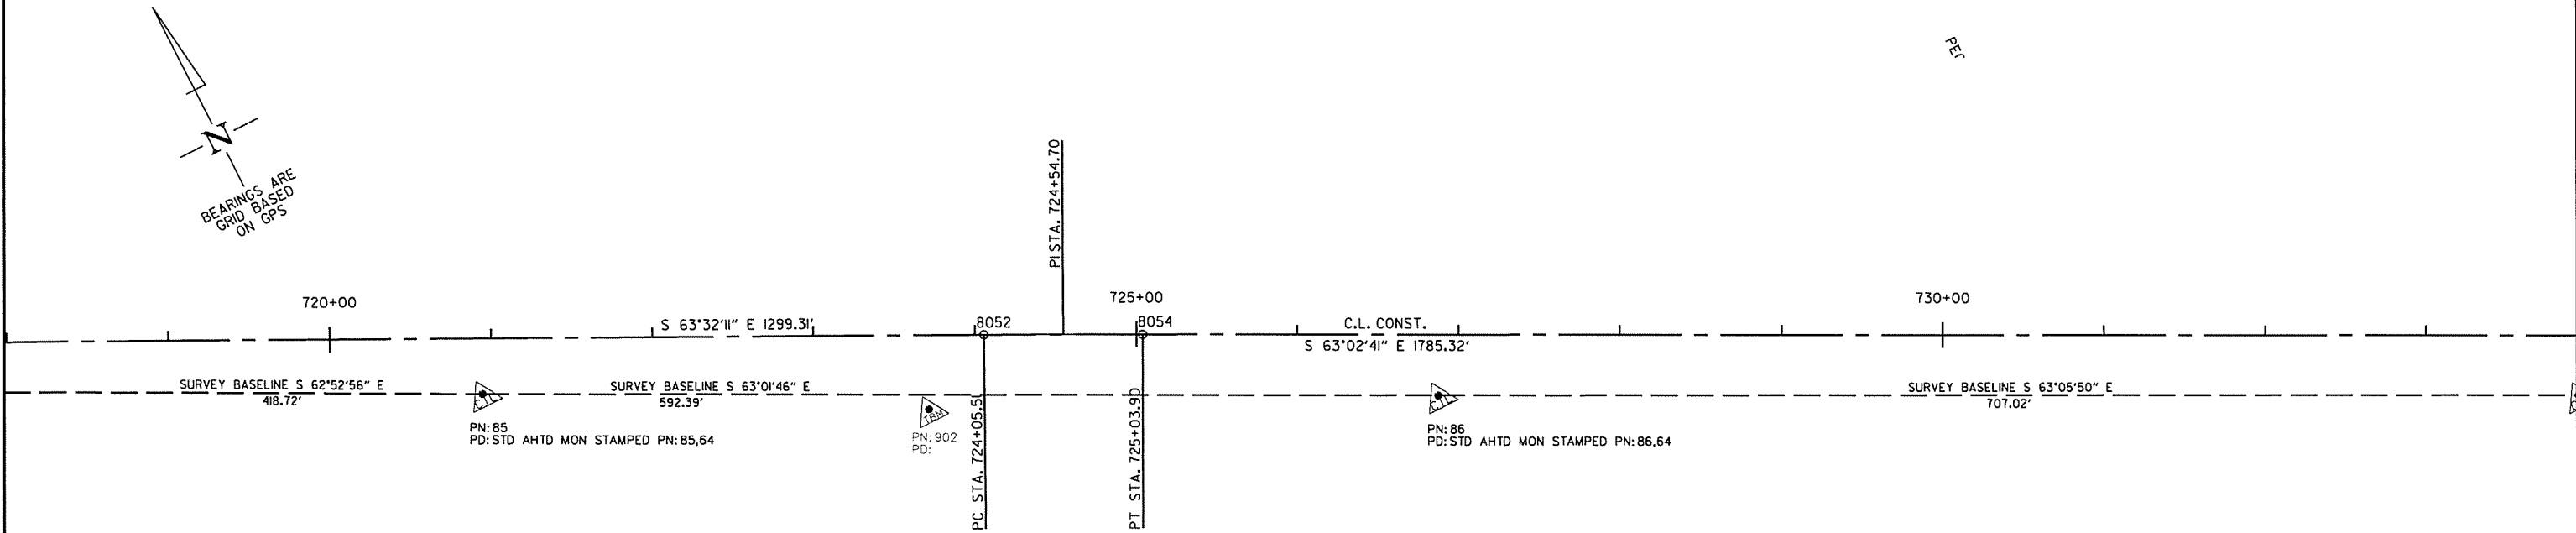 N
BEARINGS ARE
GRID BASED
ON GPS
PI STA. 724+54.70
720+00
725+00
730+00
S 63°32'11" E 1299.31'
8052
8054
C.L. CONST.
S 63°02'41" E 1785.32'
SURVEY BASELINE S 62°52'56" E
418.72'
SURVEY BASELINE S 63°01'46" E
592.39'
SURVEY BASELINE S 63°05'50" E
707.02'
CTL
PN: 85
PD: STD AHTD MON STAMPED PN: 85,64
TBM
PN: 902
PD:
PC STA. 724+05.5
PT STA. 725+03.90
CTL
PN: 86
PD: STD AHTD MON STAMPED PN: 86,64